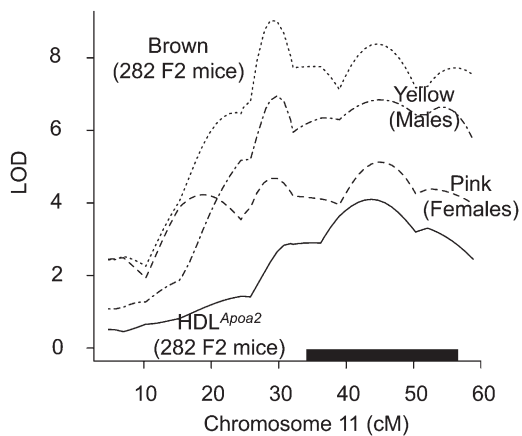 8
6
4
2
0
LOD
Brown
(282 F2 mice)
Yellow
(Males)
Pink
(Females)
HDLApoa2
(282 F2 mice)
10 20 30 40 50 60
Chromosome 11 (cM)